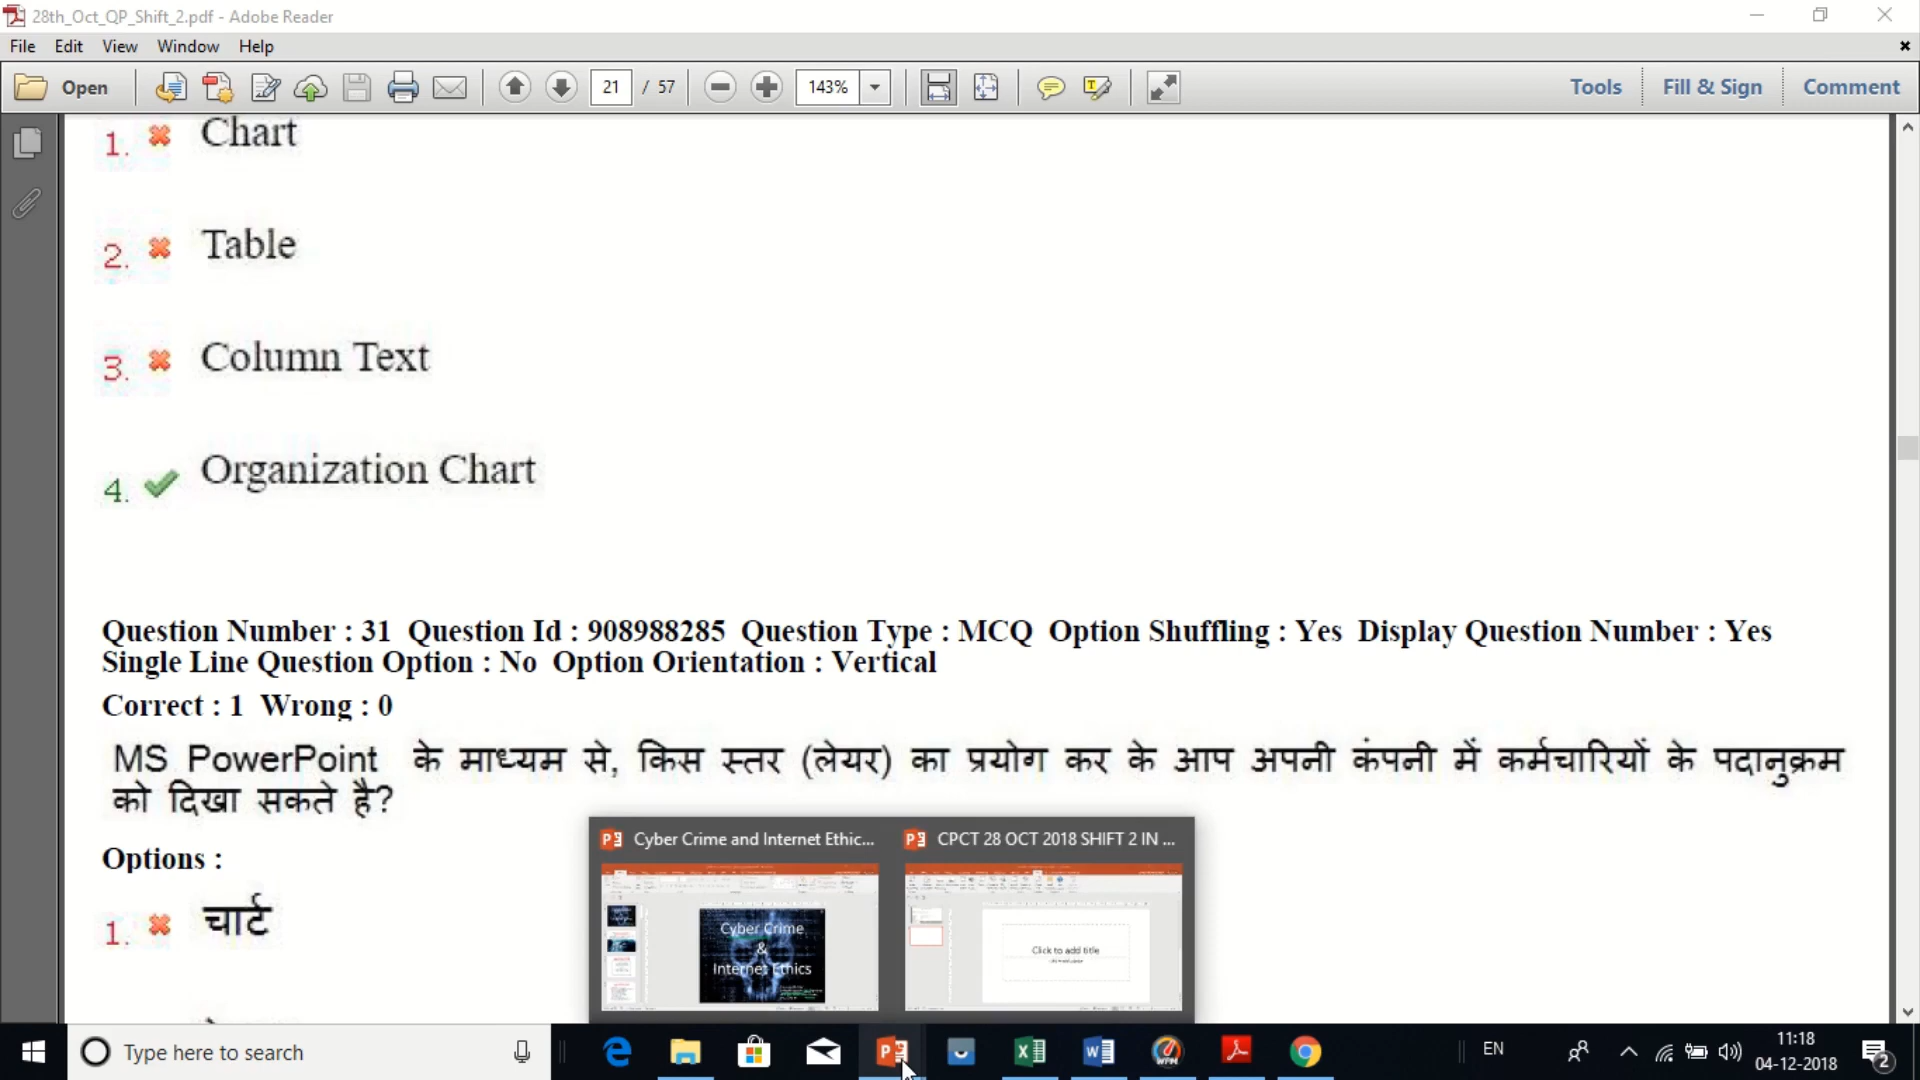 28th_Oct_QP_Shift_2.pdf - Adobe Reader
File Edit View Window Help
Open 21 / 57 143% Tools Fill & Sign Comment
1. Chart
2. Table
3. Column Text
4. Organization Chart
Question Number : 31 Question Id : 908988285 Question Type : MCQ Option Shuffling : Yes Display Question Number : Yes
Single Line Question Option : No Option Orientation : Vertical
Correct : 1 Wrong : 0
MS PowerPoint के माध्यम से, किस स्तर (लेयर) का प्रयोग कर के आप अपनी कंपनी में कर्मचारियों के पदानुक्रम
को दिखा सकते है?
Options :
1. चार्ट
Cyber Crime and Internet Ethic... CPCT 28 OCT 2018 SHIFT 2 IN ...
Cyber Crime
&
Internet Ethics
Click to add title
Type here to search
EN
11:18
04-12-2018
2